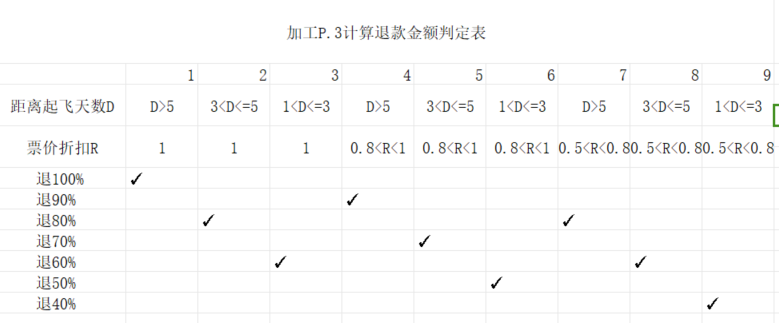 加工P.3计算退款金额判定表
1 2 3 4 5 6 7 8 9
距离起飞天数D D>5 3<D<=5 1<D<=3 D>5 3<D<=5 1<D<=3 D>5 3<D<=5 1<D<=3
票价折扣R 1 1 1 0.8<R<1 0.8<R<1 0.8<R<1 0.5<R<0.8 0.5<R<0.8 0.5<R<0.8
退100% ✓
退90% ✓
退80% ✓ ✓
退70% ✓
退60% ✓ ✓
退50% ✓
退40% ✓